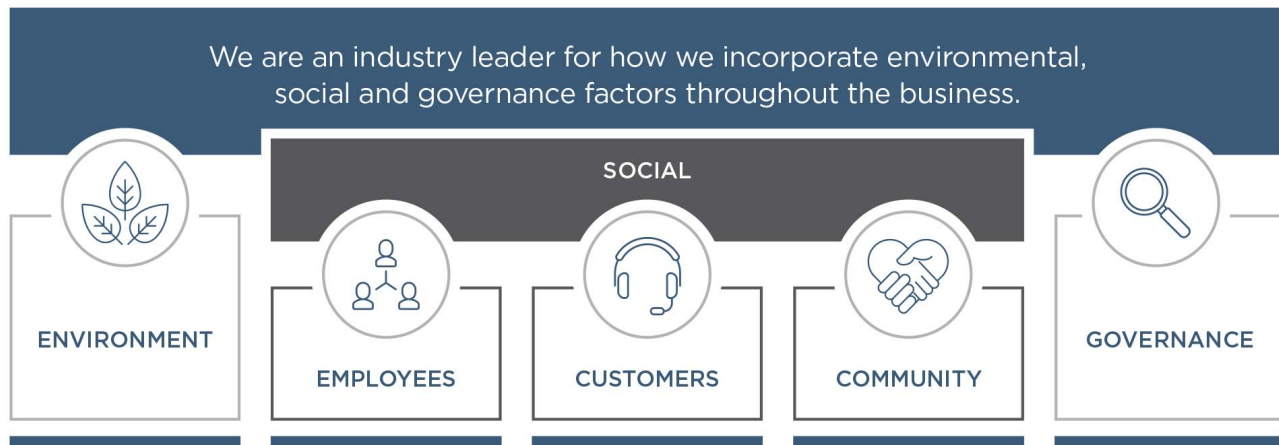 We are an industry leader for how we incorporate environmental,
social and governance factors throughout the business.
SOCIAL
ENVIRONMENT
EMPLOYEES
CUSTOMERS
COMMUNITY
GOVERNANCE